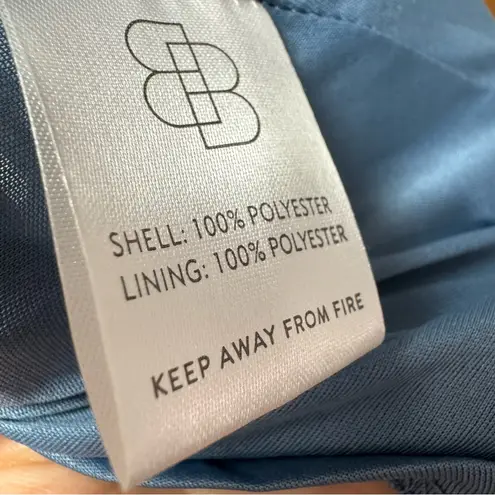 SHELL: 100% POLYESTER
LINING: 100% POLYESTER
KEEP AWAY FROM FIRE